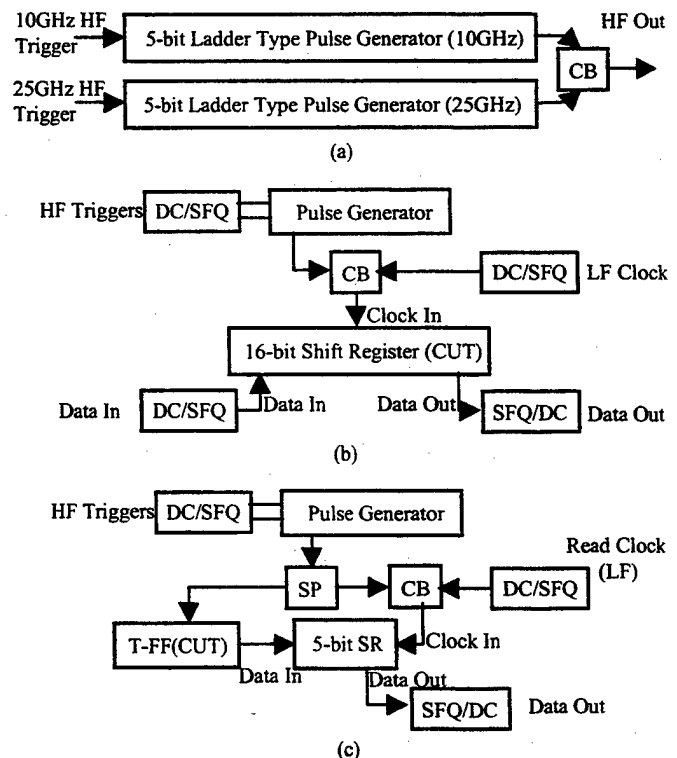 10GHz HF
Trigger
5-bit Ladder Type Pulse Generator (10GHz)
HF Out
CB
25GHz HF
Trigger
5-bit Ladder Type Pulse Generator (25GHz)
(a)
HF Triggers
DC/SFQ
Pulse Generator
CB
DC/SFQ
LF Clock
Clock In
16-bit Shift Register (CUT)
Data In
DC/SFQ
Data In
Data Out
SFQ/DC
Data Out
(b)
HF Triggers
DC/SFQ
Pulse Generator
Read Clock
(LF)
SP
CB
DC/SFQ
T-FF(CUT)
5-bit SR
Clock In
Data In
Data Out
SFQ/DC
Data Out
(c)